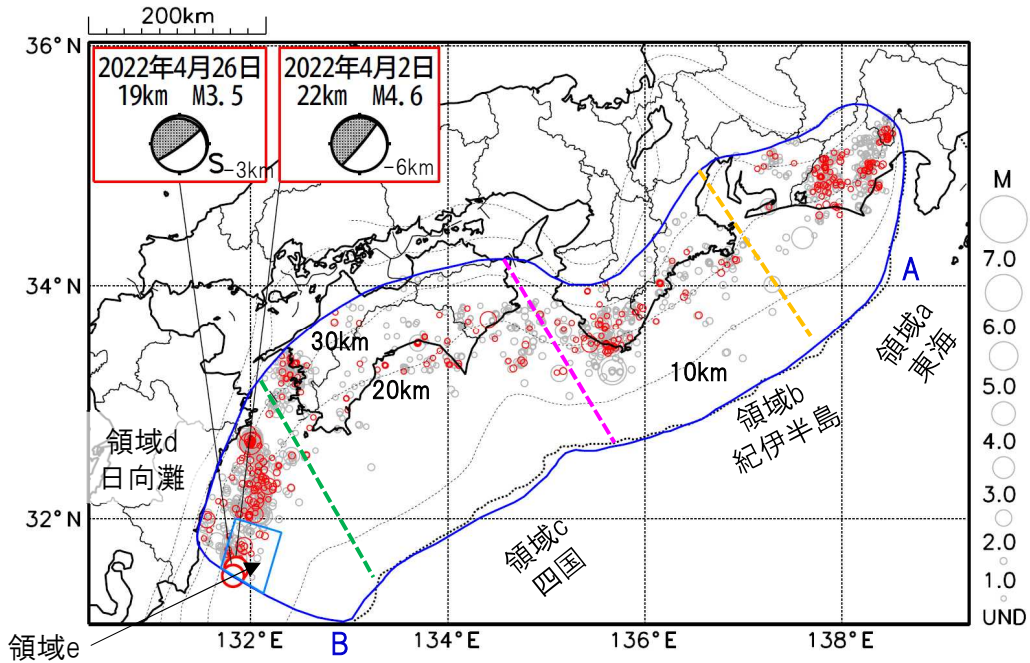 200km
36°N
2022年4月26日
19km M3.5
S
-3km
2022年4月2日
22km M4.6
-6km
M
7.0
6.0
5.0
4.0
3.0
2.0
1.0
UND
34°N
32°N
30km
20km
10km
A
領域a
東海
領域b
紀伊半島
領域c
四国
領域d
日向灘
領域e
B
132°E
134°E
136°E
138°E